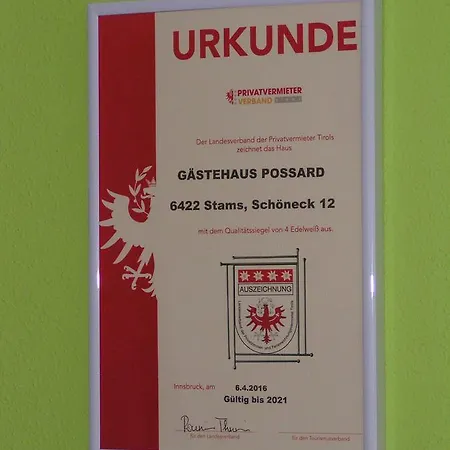 URKUNDE
PRIVATVERMIETER
VERBAND
Der Landesverband der Privatvermieter Tirols
zeichnet das Haus
GÄSTEHAUS POSSARD
6422 Stams, Schöneck 12
mit dem Qualitätssiegel von 4 Edelweiß aus.
AUSZEICHNUNG
Innsbruck, am 6.4.2016
Gültig bis 2021
für den Landesverband
für den Tourismusverband